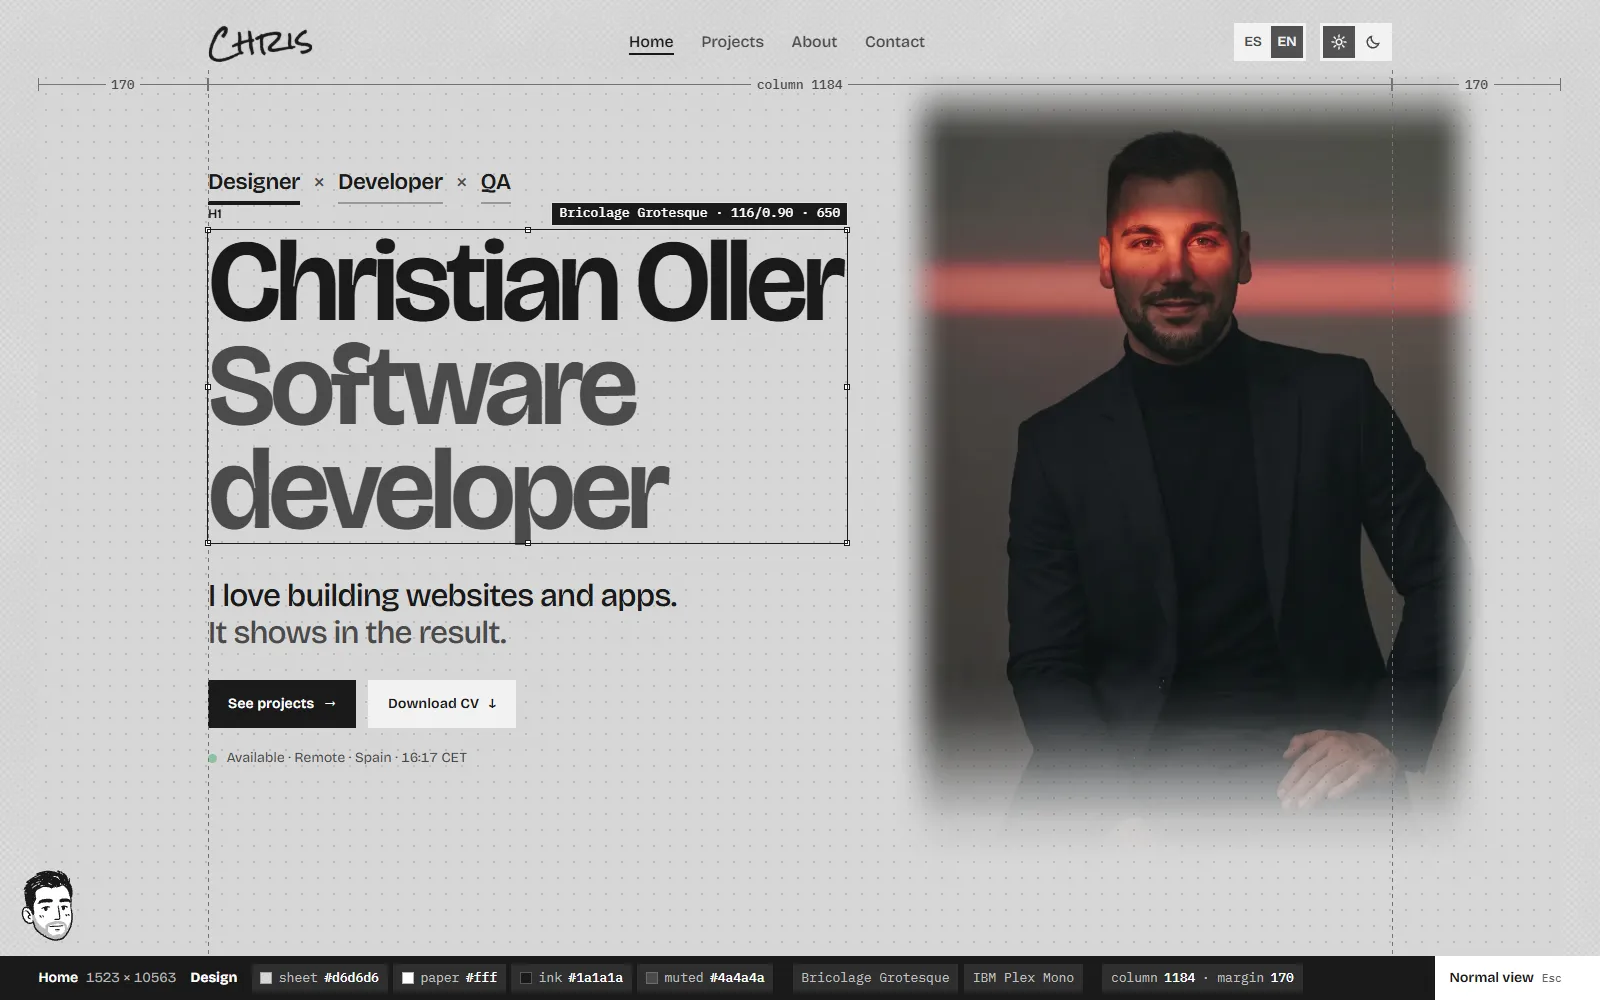 CHRIS
Home Projects About Contact
ES EN
170 column 1184 170
Designer × Developer × QA
H1 Bricolage Grotesque · 116/0.90 · 650
Christian Oller
Software
developer
I love building websites and apps.
It shows in the result.
See projects → Download CV ↓
Available · Remote · Spain · 16:17 CET
Home 1523 × 10563 Design sheet #d6d6d6 paper #fff ink #1a1a1a muted #4a4a4a Bricolage Grotesque IBM Plex Mono column 1184 · margin 170 Normal view Esc